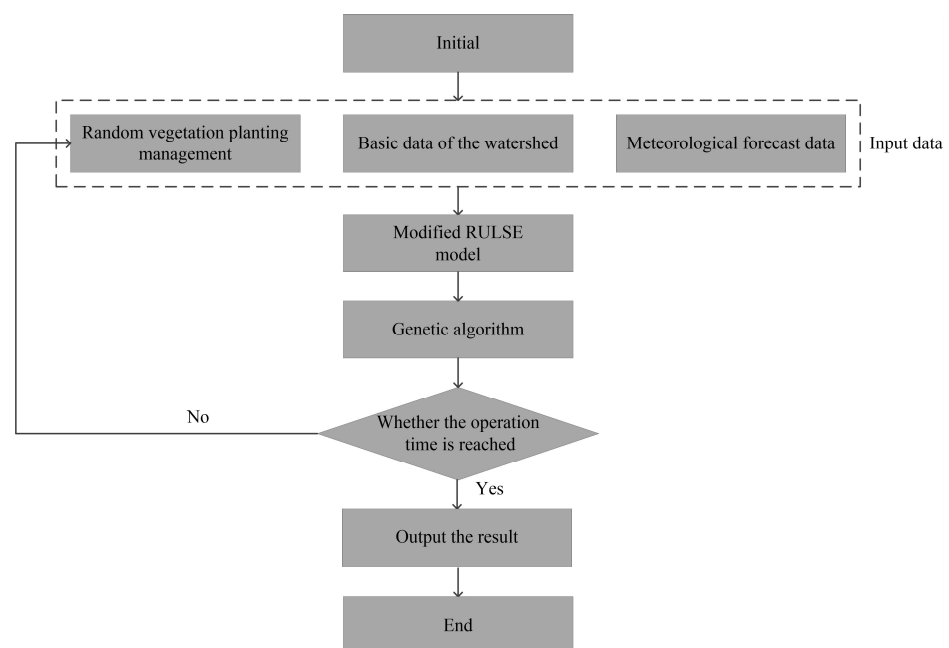 Initial
Random vegetation planting
management
Basic data of the watershed
Meteorological forecast data
Input data
Modified RULSE
model
Genetic algorithm
Whether the operation
time is reached
No
Yes
Output the result
End